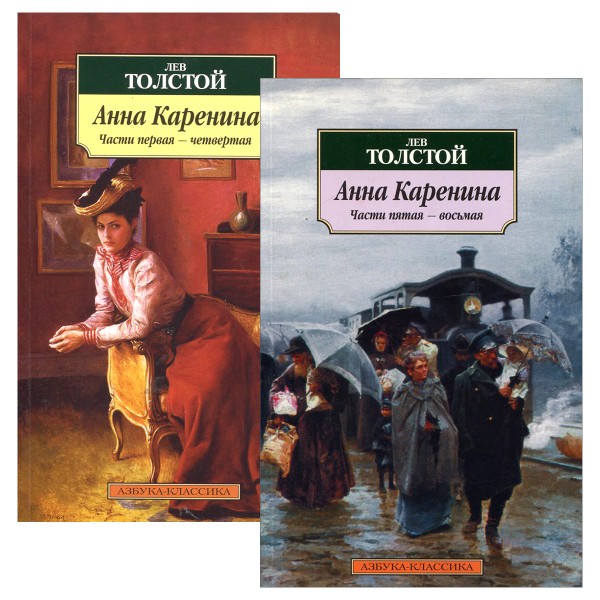 ЛЕВ
ТОЛСТОЙ
Анна Каренина
Части первая — четвертая
АЗБУКА-КЛАССИКА
ЛЕВ
ТОЛСТОЙ
Анна Каренина
Части пятая — восьмая
АЗБУКА-КЛАССИКА